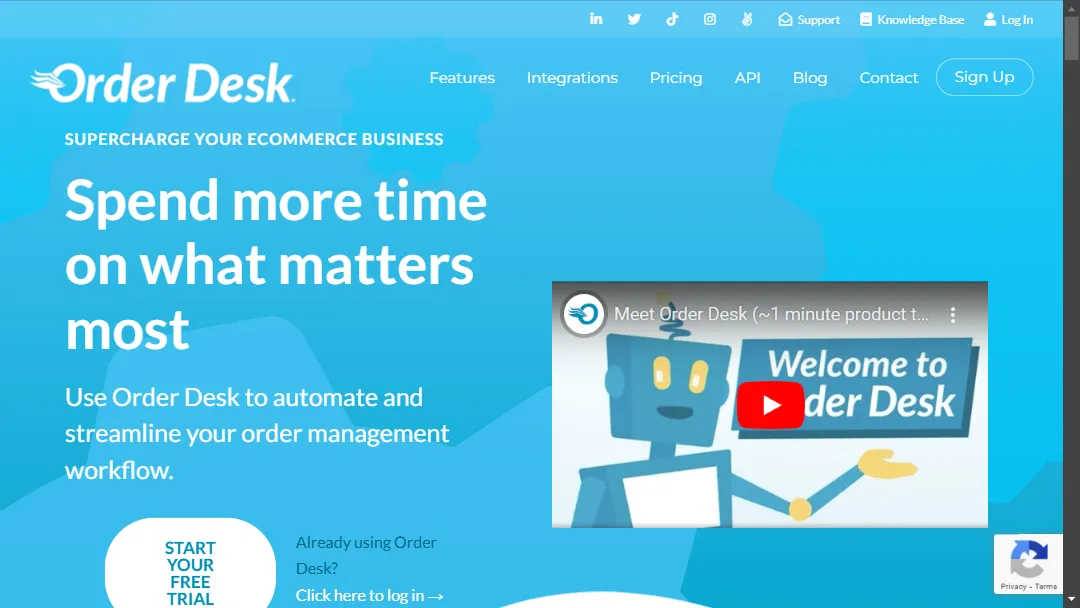 Support Knowledge Base Log In
Order Desk.
Features Integrations Pricing API Blog Contact Sign Up
SUPERCHARGE YOUR ECOMMERCE BUSINESS
Spend more time
on what matters
most
Use Order Desk to automate and
streamline your order management
workflow.
START
YOUR
FREE
TRIAL
Already using Order
Desk?
Click here to log in →
Meet Order Desk (~1 minute product t...
Welcome to
der Desk
Privacy - Terms